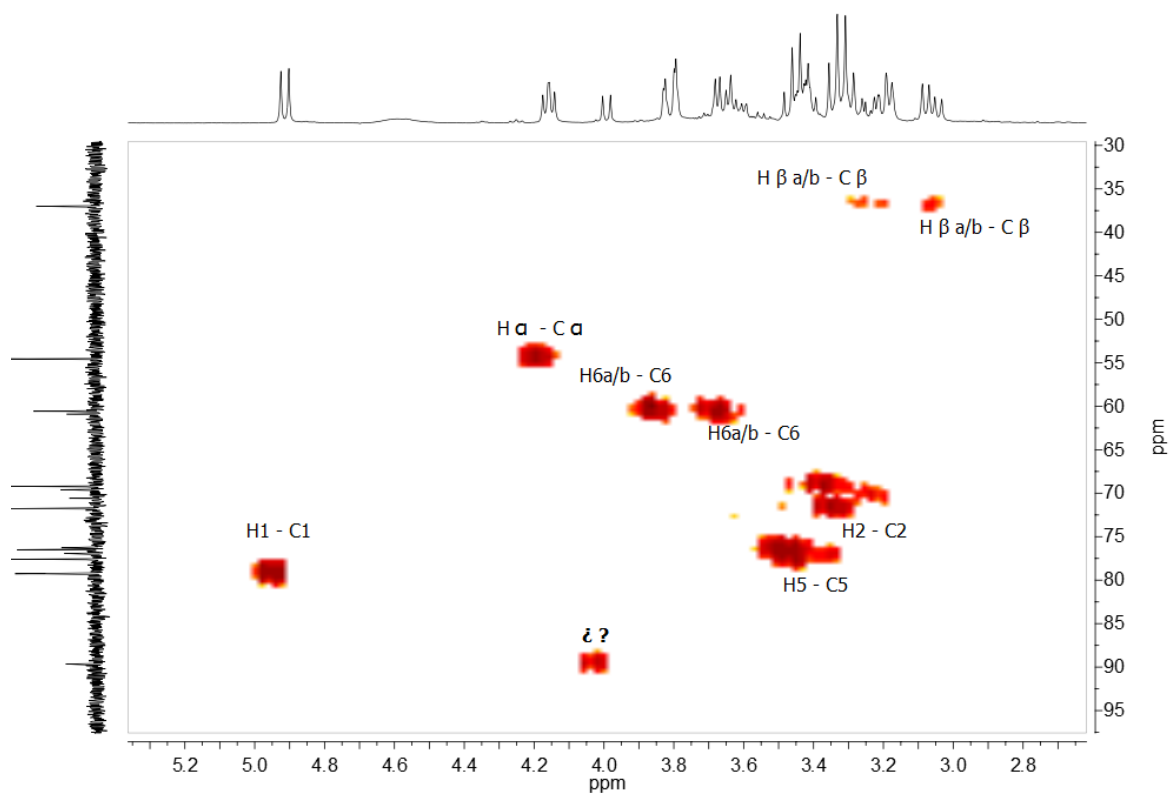 30
35
40
45
50
55
60
65
70
75
80
85
90
95
ppm
H β a/b - C β
H β a/b - C β
H ɑ - C ɑ
H6a/b - C6
H6a/b - C6
H1 - C1
H2 - C2
H5 - C5
¿ ?
5.2 5.0 4.8 4.6 4.4 4.2 4.0 3.8 3.6 3.4 3.2 3.0 2.8
ppm